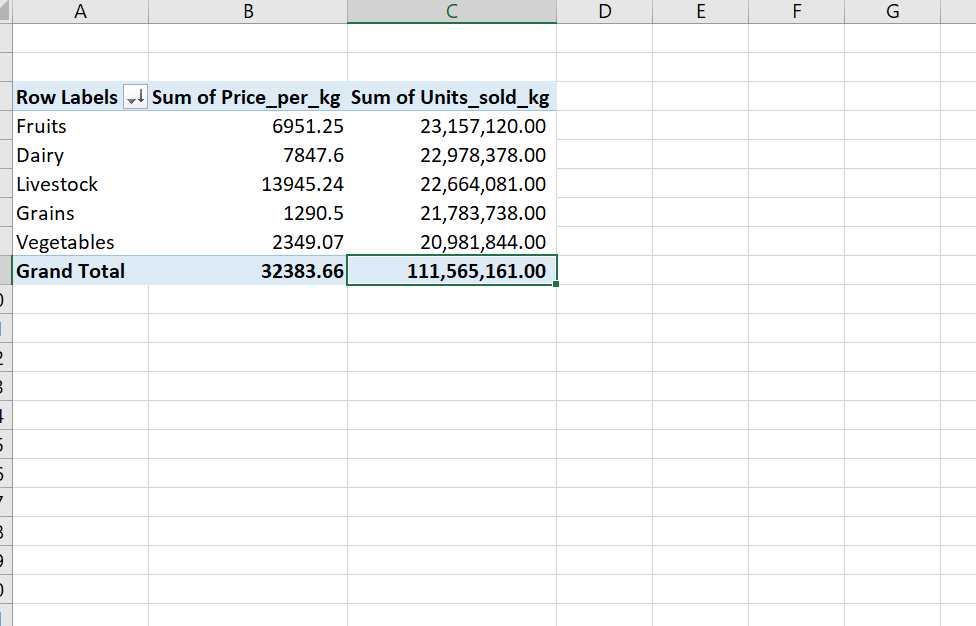 A B C D E F G
Row Labels Sum of Price_per_kg Sum of Units_sold_kg
Fruits 6951.25 23,157,120.00
Dairy 7847.6 22,978,378.00
Livestock 13945.24 22,664,081.00
Grains 1290.5 21,783,738.00
Vegetables 2349.07 20,981,844.00
Grand Total 32383.66 111,565,161.00